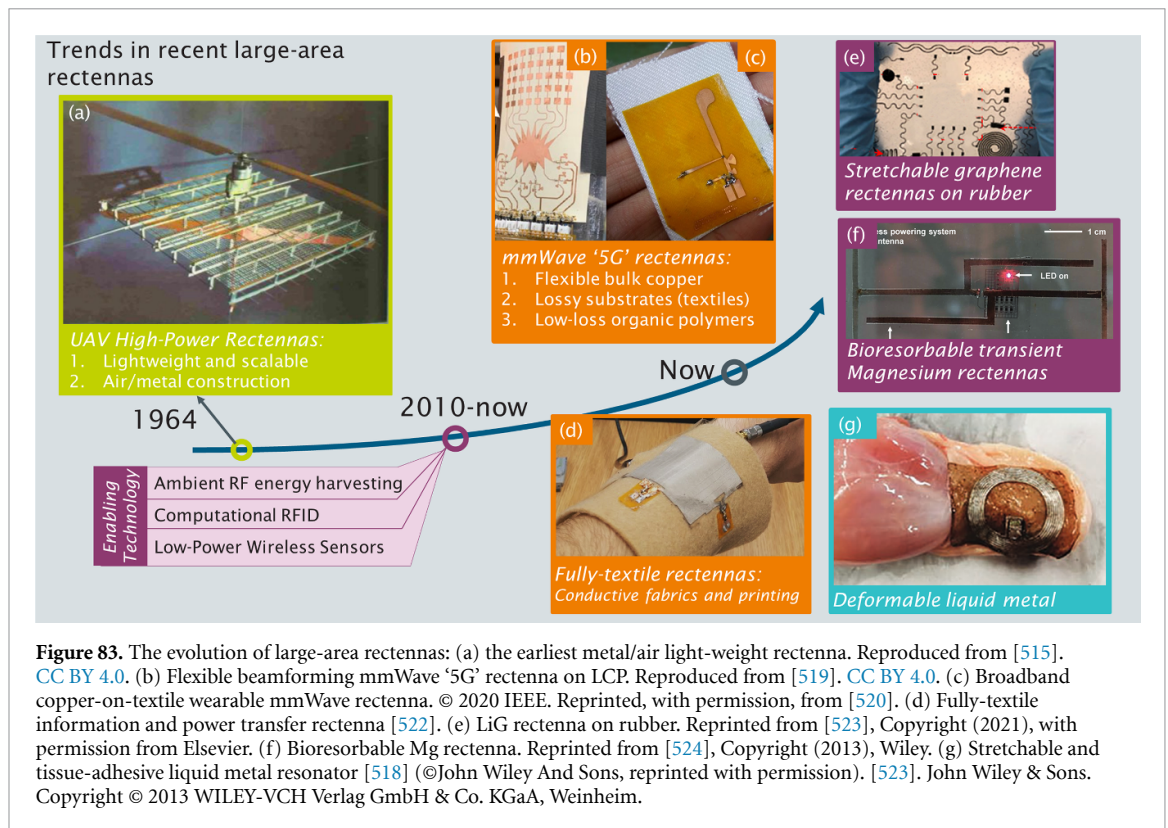 Trends in recent large-area
rectennas
(a)
UAV High-Power Rectennas:
1. Lightweight and scalable
2. Air/metal construction
(b)
(c)
mmWave ‘5G’ rectennas:
1. Flexible bulk copper
2. Lossy substrates (textiles)
3. Low-loss organic polymers
(e)
Stretchable graphene
rectennas on rubber
(f)
ess powering system
ntenna
1 cm
LED on
Bioresorbable transient
Magnesium rectennas
1964
2010-now
Now
Enabling
Technology
Ambient RF energy harvesting
Computational RFID
Low-Power Wireless Sensors
(d)
Fully-textile rectennas:
Conductive fabrics and printing
(g)
Deformable liquid metal
Figure 83. The evolution of large-area rectennas: (a) the earliest metal/air light-weight rectenna. Reproduced from [515].
CC BY 4.0. (b) Flexible beamforming mmWave ‘5G’ rectenna on LCP. Reproduced from [519]. CC BY 4.0. (c) Broadband
copper-on-textile wearable mmWave rectenna. © 2020 IEEE. Reprinted, with permission, from [520]. (d) Fully-textile
information and power transfer rectenna [522]. (e) LiG rectenna on rubber. Reprinted from [523], Copyright (2021), with
permission from Elsevier. (f) Bioresorbable Mg rectenna. Reprinted from [524], Copyright (2013), Wiley. (g) Stretchable and
tissue-adhesive liquid metal resonator [518] (©John Wiley And Sons, reprinted with permission). [523]. John Wiley & Sons.
Copyright © 2013 WILEY-VCH Verlag GmbH & Co. KGaA, Weinheim.